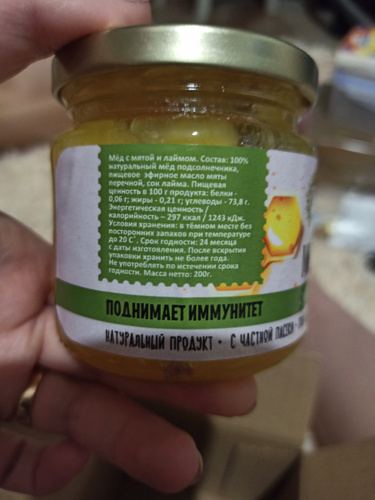 Мёд с мятой и лаймом. Состав: 100%
натуральный мёд подсолнечника,
пищевое эфирное масло мяты
перечной, сок лайма. Пищевая
ценность в 100 г продукта: белки -
0,06 г; жиры - 0,21 г; углеводы - 73,8 г.
Энергетическая ценность /
калорийность – 297 ккал / 1243 кДж.
Условия хранения: в тёмном месте без
посторонних запахов при температуре
до 20 С˚. Срок годности: 24 месяца
с даты изготовления. После вскрытия
упаковки хранить не более года.
Не употреблять по истечении срока
годности. Масса нетто: 200г.
ПОДНИМАЕТ ИММУНИТЕТ
НАТУРАЛЬНЫЙ ПРОДУКТ • С ЧАСТНОЙ ПАСЕКИ •